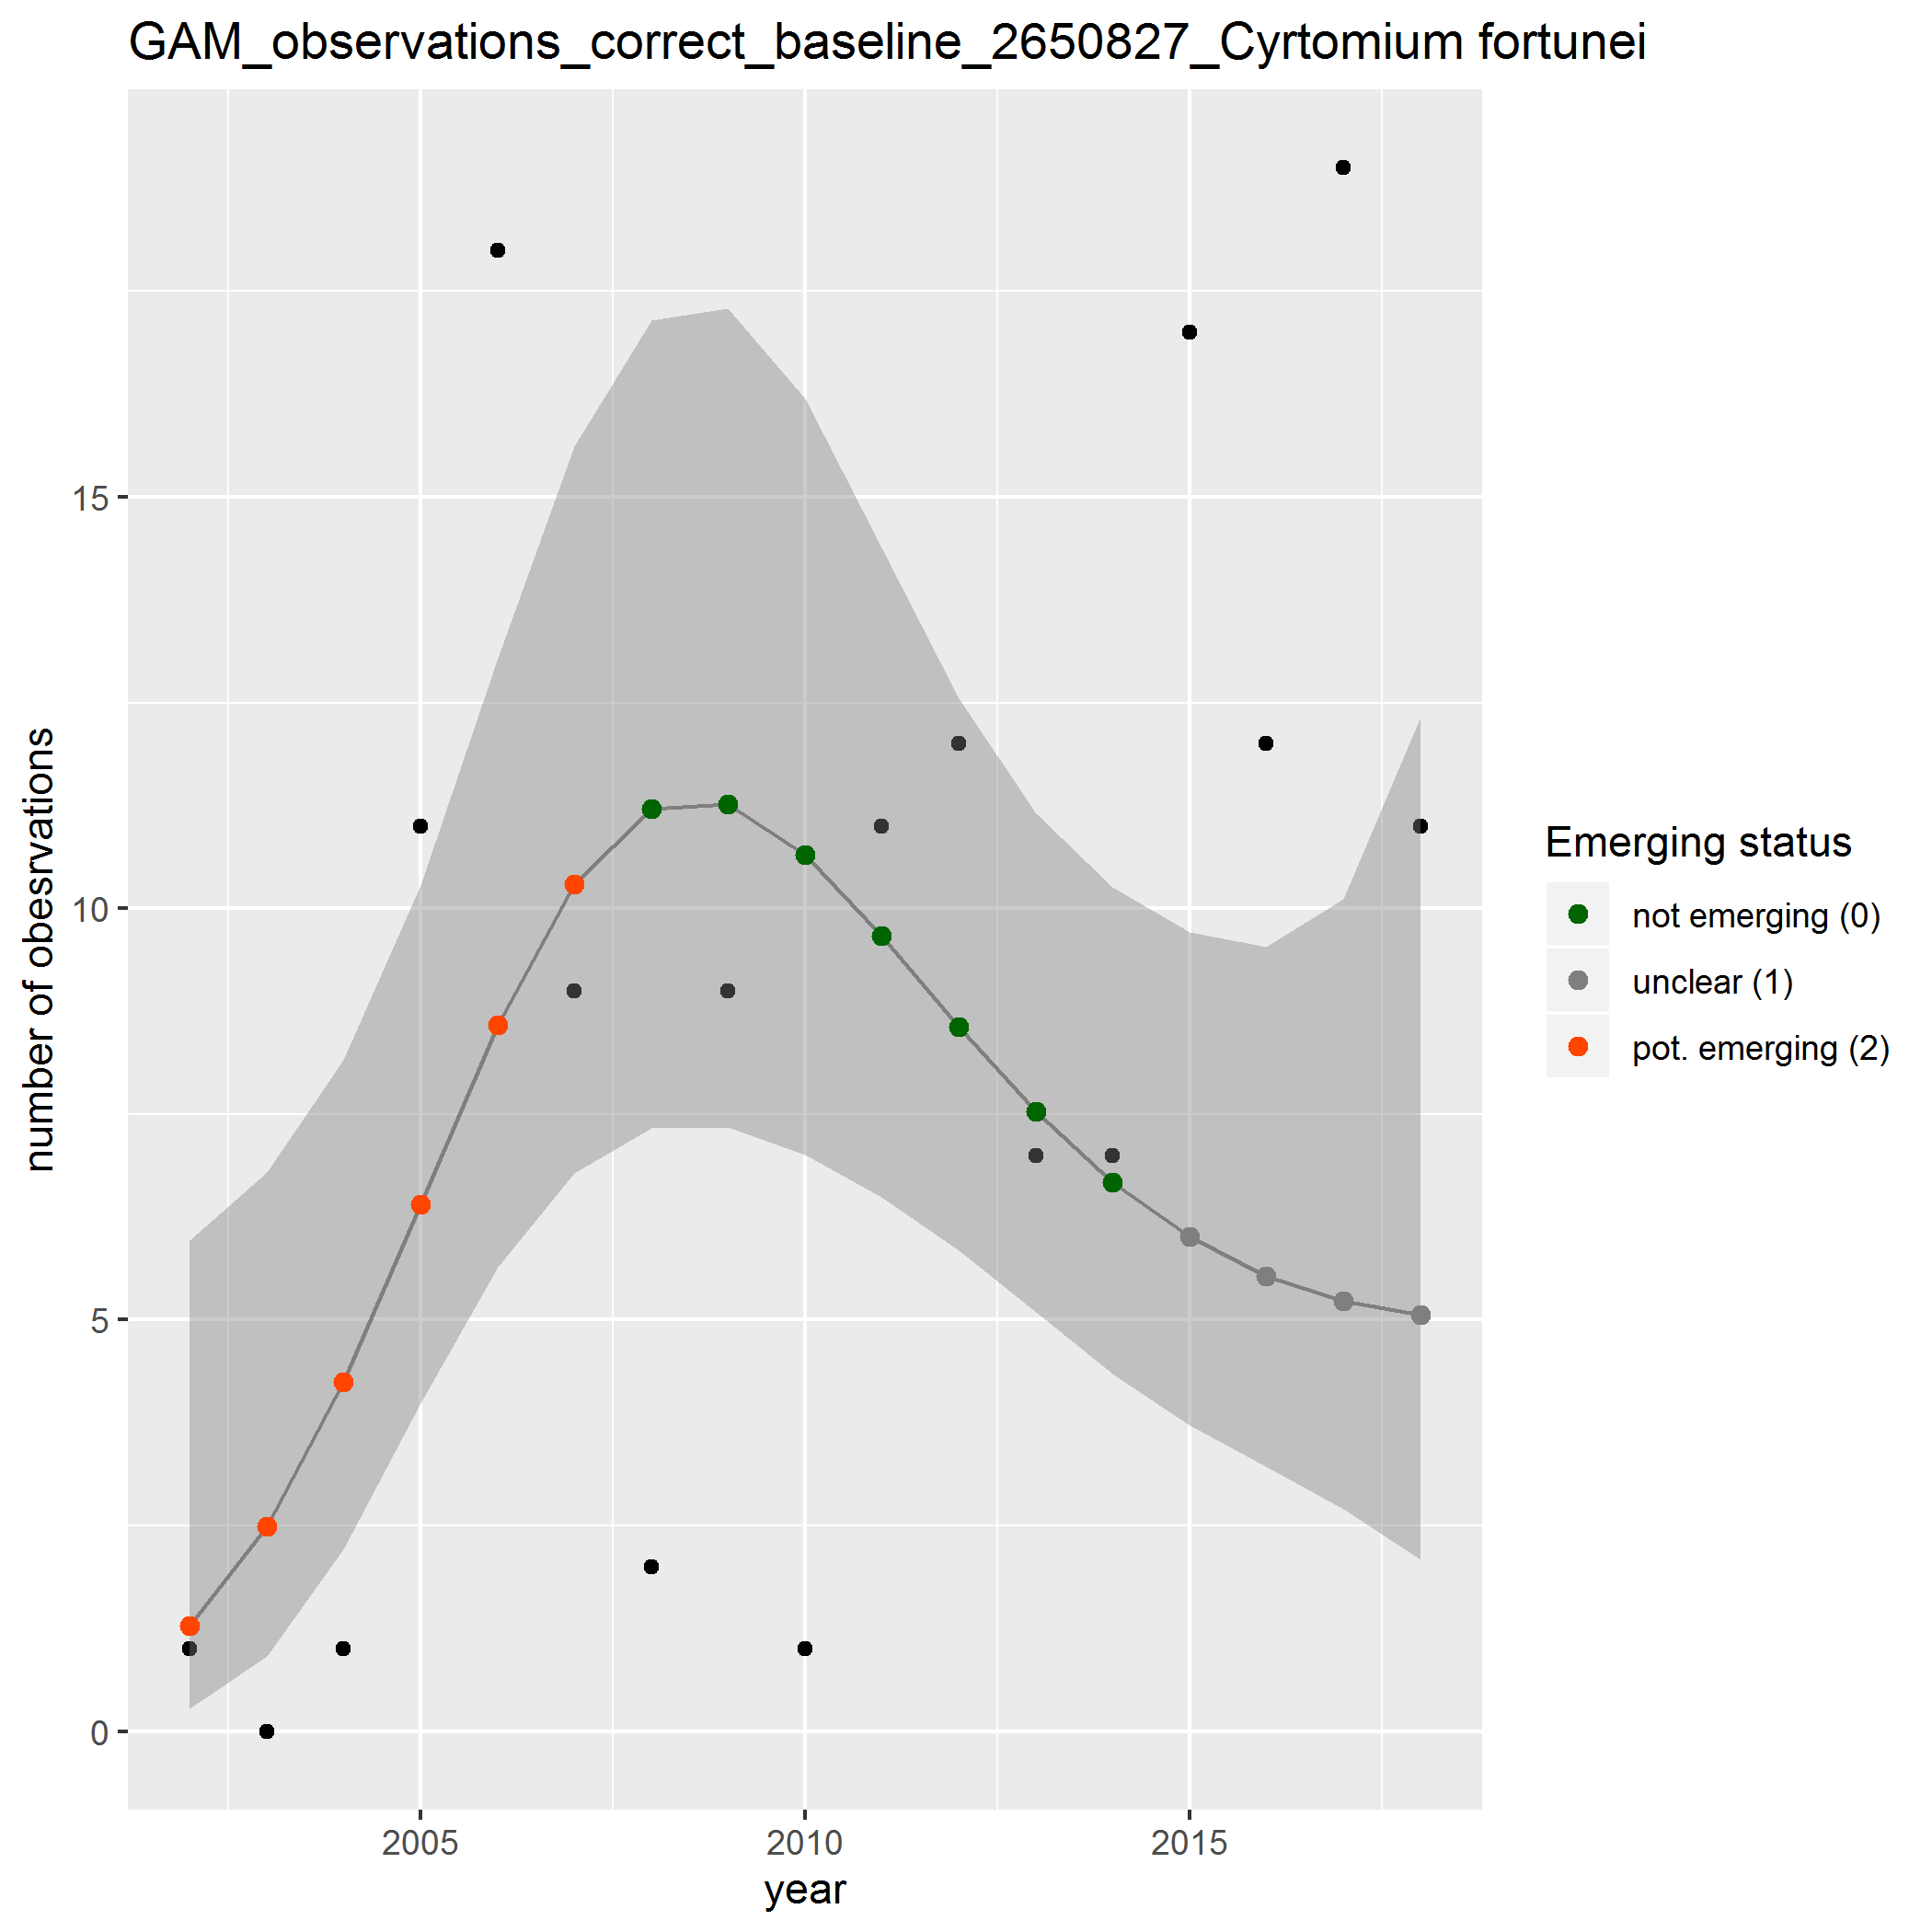 GAM_observations_correct_baseline_2650827_Cyrtomium fortunei
number of obesrvations
15
10
5
0
2005
2010
2015
year
Emerging status
not emerging (0)
unclear (1)
pot. emerging (2)